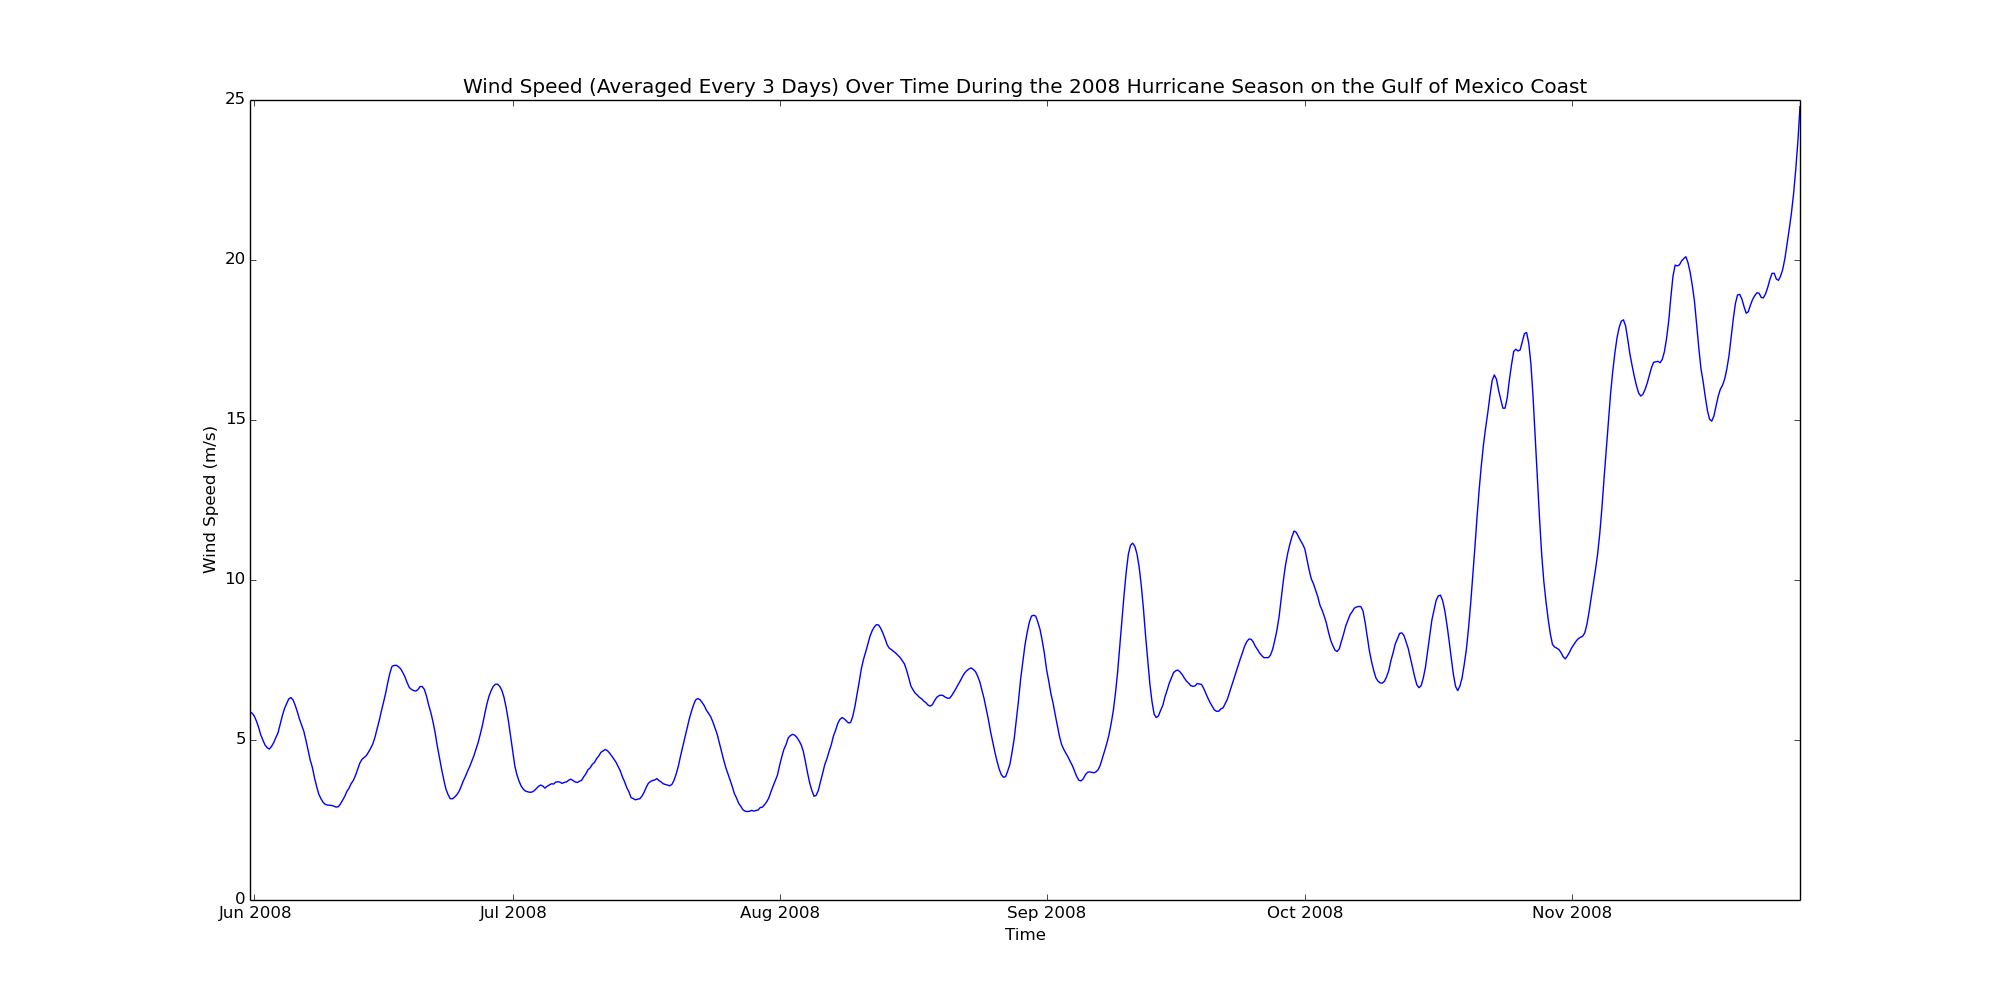 Wind Speed (Averaged Every 3 Days) Over Time During the 2008 Hurricane Season on the Gulf of Mexico Coast
25
20
15
10
5
0
Wind Speed (m/s)
Jun 2008 Jul 2008 Aug 2008 Sep 2008 Oct 2008 Nov 2008
Time